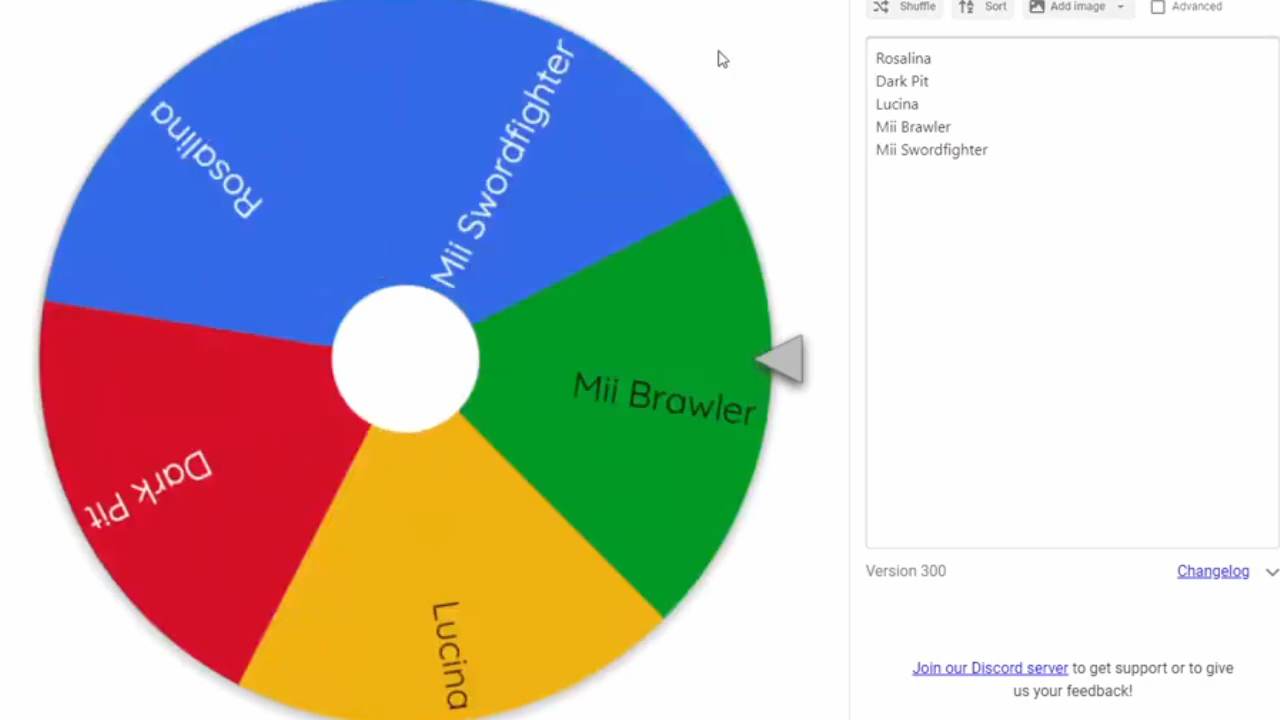 Shuffle
Sort
Add image
Advanced
Rosalina
Dark Pit
Lucina
Mii Brawler
Mii Swordfighter
Rosalina
Mii Swordfighter
Mii Brawler
Dark Pit
Lucina
Version 300
Changelog
Join our Discord server to get support or to give
us your feedback!